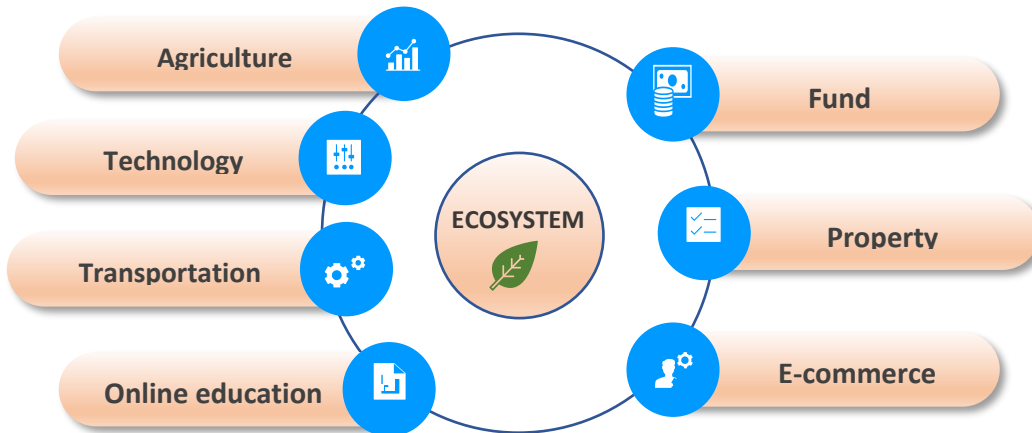 Agriculture
Technology
Transportation
Online education
ECOSYSTEM
Fund
Property
E-commerce